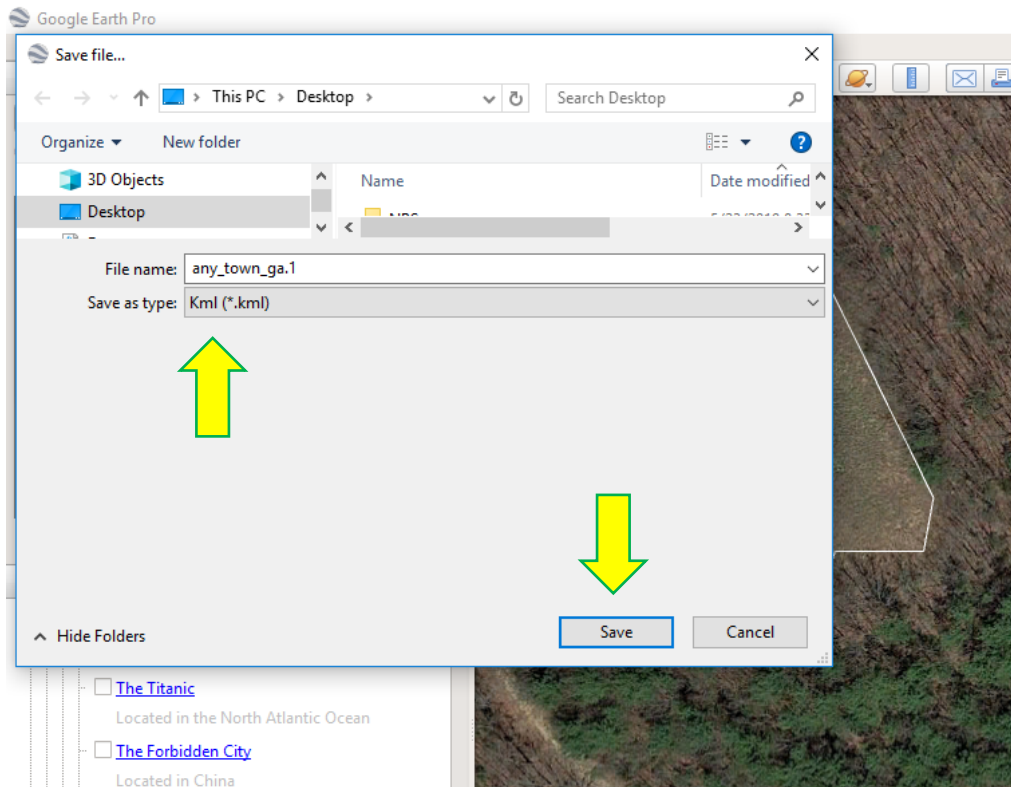 Google Earth Pro
Save file...
This PC > Desktop >
Search Desktop
Organize
New folder
3D Objects
Desktop
Name
Date modified
File name: any_town_ga.1
Save as type: Kml (*.kml)
Hide Folders
Save
Cancel
The Titanic
Located in the North Atlantic Ocean
The Forbidden City
Located in China